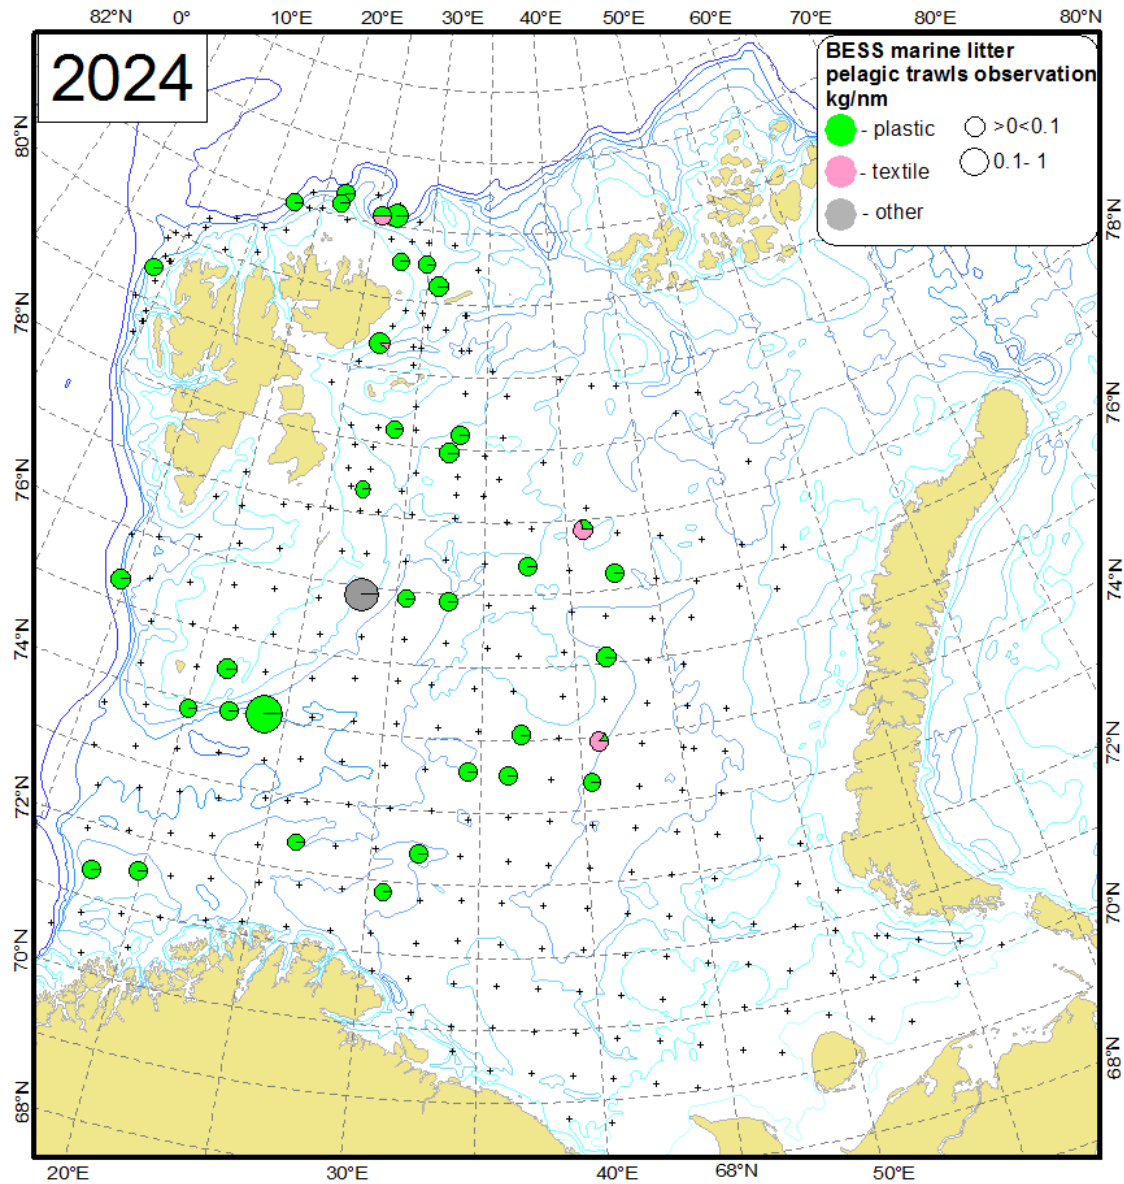 82°N 0° 10°E 20°E 30°E 40°E 50°E 60°E 70°E 80°E 80°N
2024
BESS marine litter
pelagic trawls observation
kg/nm
- plastic >0<0.1
- textile 0.1- 1
- other
80°N
78°N
76°N
74°N
72°N
70°N
68°N
78°N
76°N
74°N
72°N
70°N
68°N
20°E 30°E 40°E 68°N 50°E